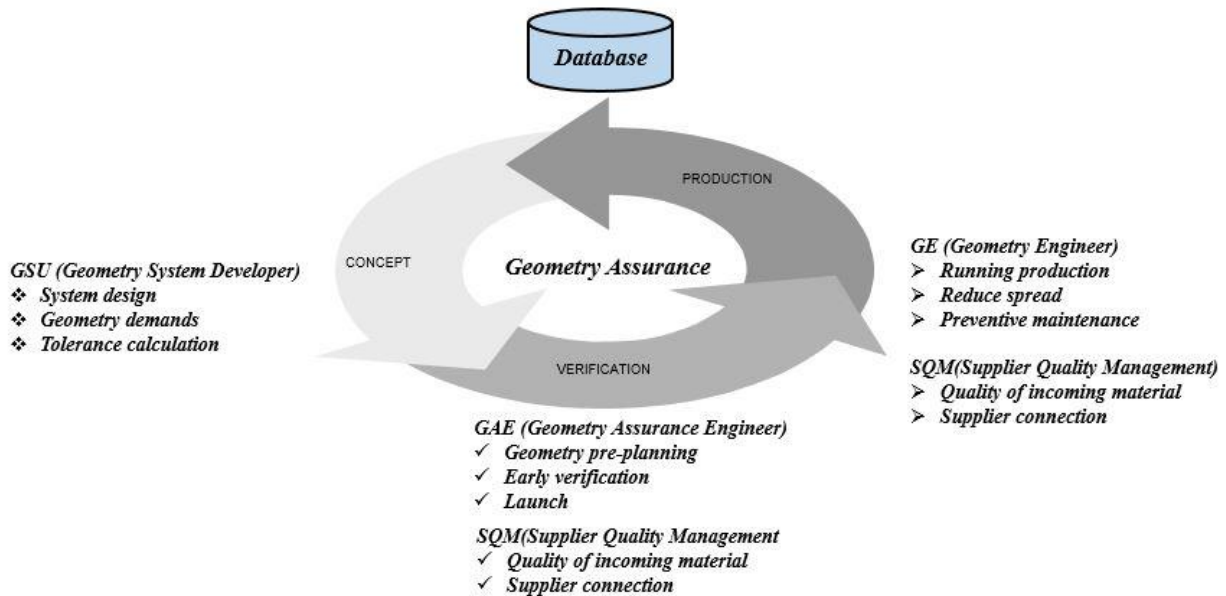 Database
PRODUCTION
CONCEPT
Geometry Assurance
VERIFICATION
GSU (Geometry System Developer)
❖ System design
❖ Geometry demands
❖ Tolerance calculation
GE (Geometry Engineer)
➢ Running production
➢ Reduce spread
➢ Preventive maintenance
SQM(Supplier Quality Management)
➢ Quality of incoming material
➢ Supplier connection
GAE (Geometry Assurance Engineer)
✓ Geometry pre-planning
✓ Early verification
✓ Launch
SQM(Supplier Quality Management
✓ Quality of incoming material
✓ Supplier connection